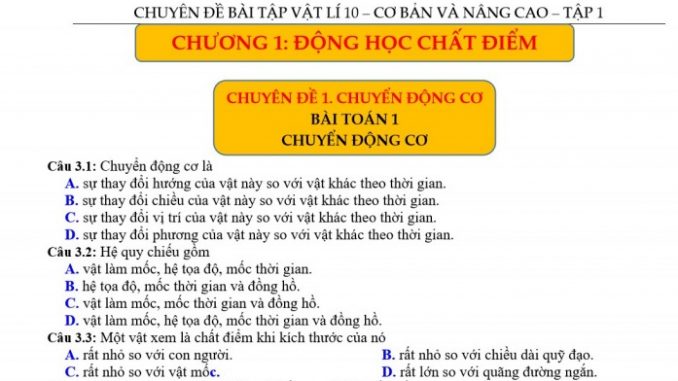 CHUYÊN ĐỀ BÀI TẬP VẬT LÍ 10 – CƠ BẢN VÀ NÂNG CAO – TẬP 1
CHƯƠNG 1: ĐỘNG HỌC CHẤT ĐIỂM
CHUYÊN ĐỀ 1. CHUYỂN ĐỘNG CƠ
BÀI TOÁN 1
CHUYỂN ĐỘNG CƠ
Câu 3.1: Chuyển động cơ là
A. sự thay đổi hướng của vật này so với vật khác theo thời gian.
B. sự thay đổi chiều của vật này so với vật khác theo thời gian.
C. sự thay đổi vị trí của vật này so với vật khác theo thời gian.
D. sự thay đổi phương của vật này so với vật khác theo thời gian.
Câu 3.2: Hệ quy chiếu gồm
A. vật làm mốc, hệ tọa độ, mốc thời gian.
B. hệ tọa độ, mốc thời gian và đồng hồ.
C. vật làm mốc, mốc thời gian và đồng hồ.
D. vật làm mốc, hệ tọa độ, mốc thời gian và đồng hồ.
Câu 3.3: Một vật xem là chất điểm khi kích thước của nó
A. rất nhỏ so với con người. B. rất nhỏ so với chiều dài quỹ đạo.
C. rất nhỏ so với vật mốc. D. rất lớn so với quãng đường ngắn.